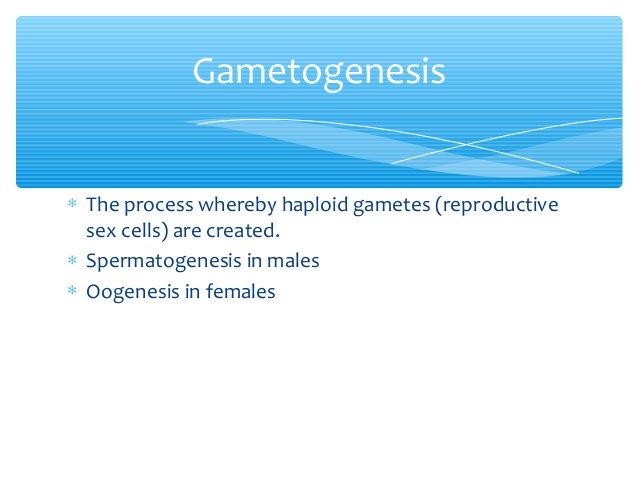 Gametogenesis
* The process whereby haploid gametes (reproductive
sex cells) are created.
* Spermatogenesis in males
* Oogenesis in females